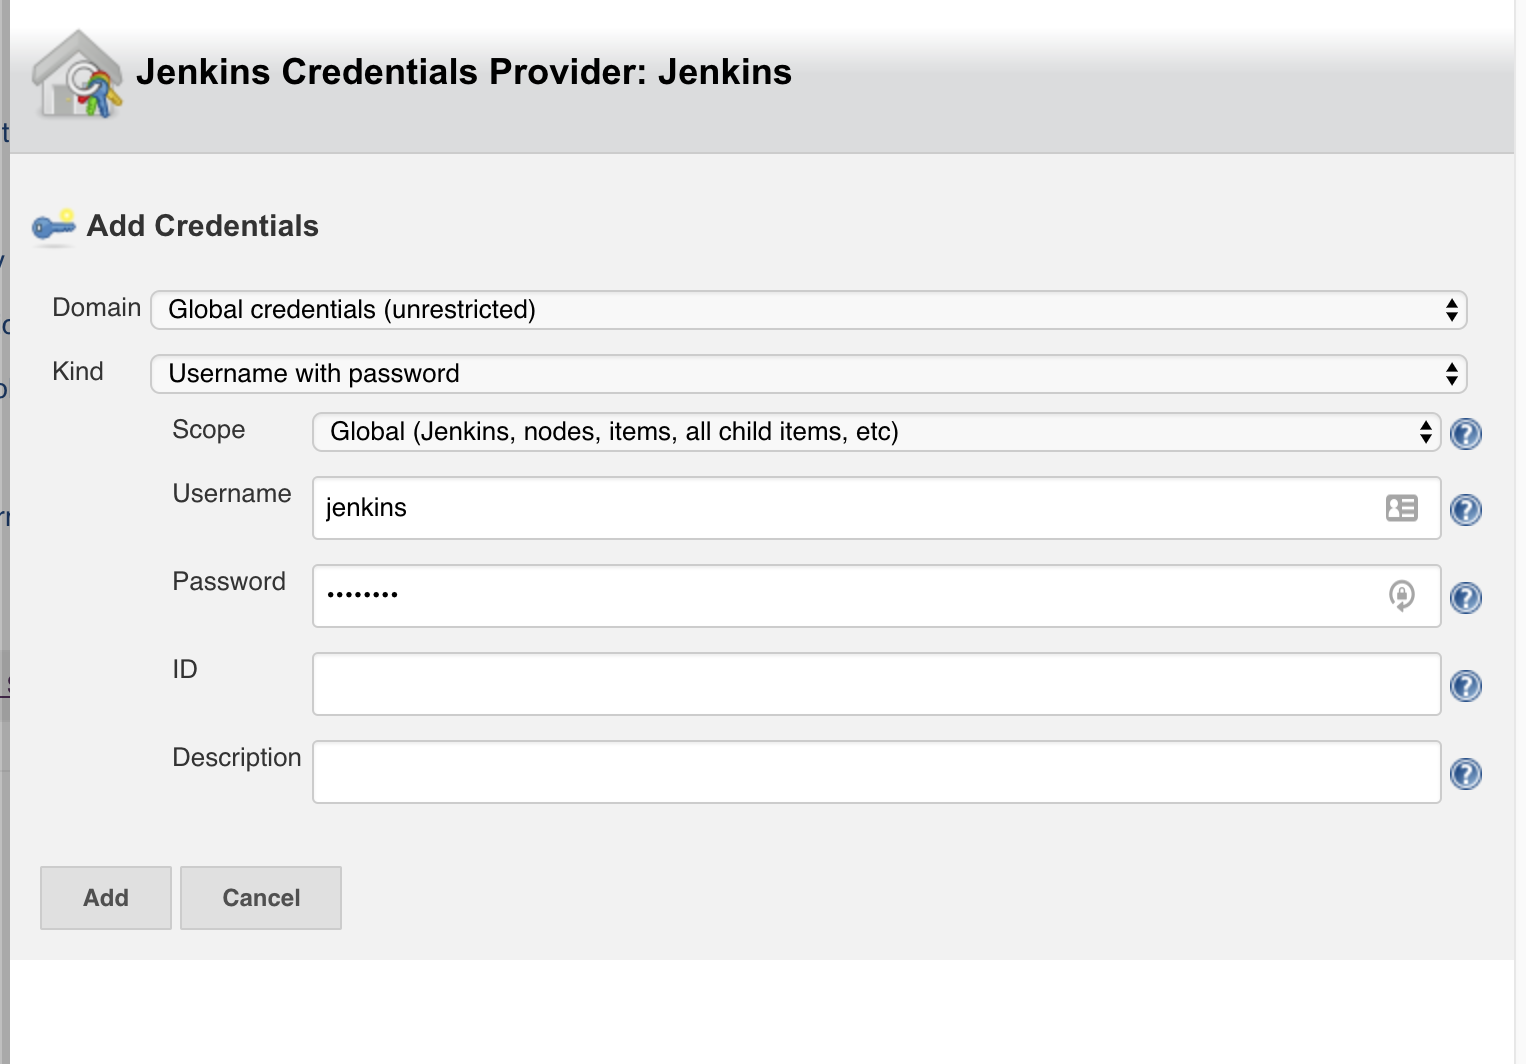 Jenkins Credentials Provider: Jenkins
Add Credentials
Domain Global credentials (unrestricted)
Kind Username with password
Scope Global (Jenkins, nodes, items, all child items, etc)
Username jenkins
Password ••••••••
ID
Description
Add Cancel